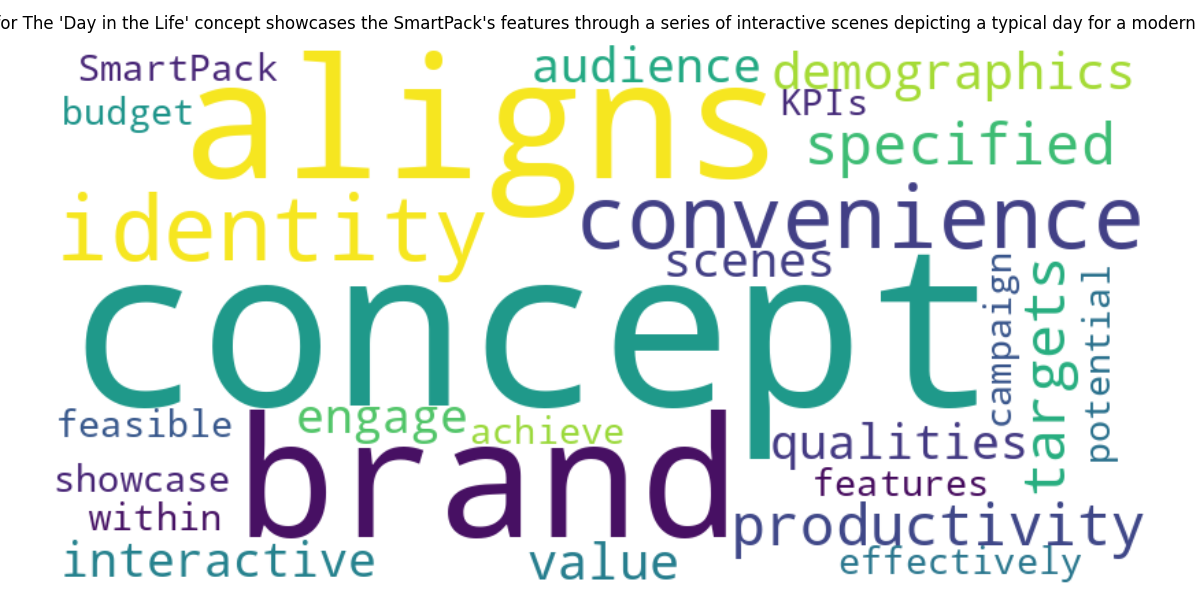 or The 'Day in the Life' concept showcases the SmartPack's features through a series of interactive scenes depicting a typical day for a modern
SmartPack
audience
demographics
budget
aligns
KPIs
specified
identity
convenience
scenes
concept
campaign
targets
potential
feasible
engage
achieve
brand
qualities
showcase
features
within
productivity
interactive
value
effectively